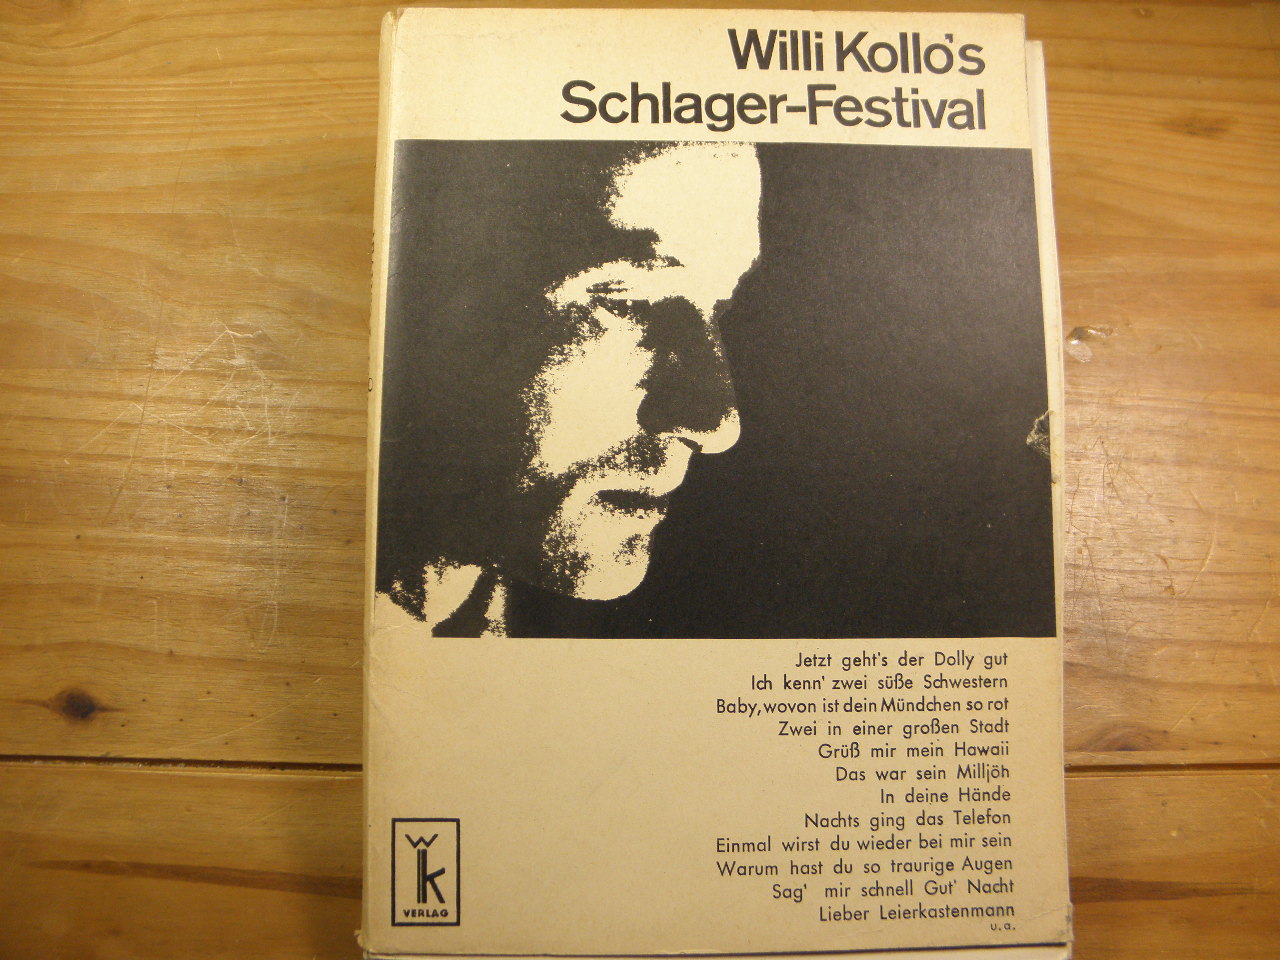 Willi Kollo's
Schlager-Festival
Jetzt geht's der Dolly gut
Ich kenn' zwei süße Schwestern
Baby, wovon ist dein Mündchen so rot
Zwei in einer großen Stadt
Grüß mir mein Hawaii
Das war sein Milljöh
In deine Hände
Nachts ging das Telefon
Einmal wirst du wieder bei mir sein
Warum hast du so traurige Augen
Sag' mir schnell Gut' Nacht
Lieber Leierkastenmann
u.a.
wk
VERLAG